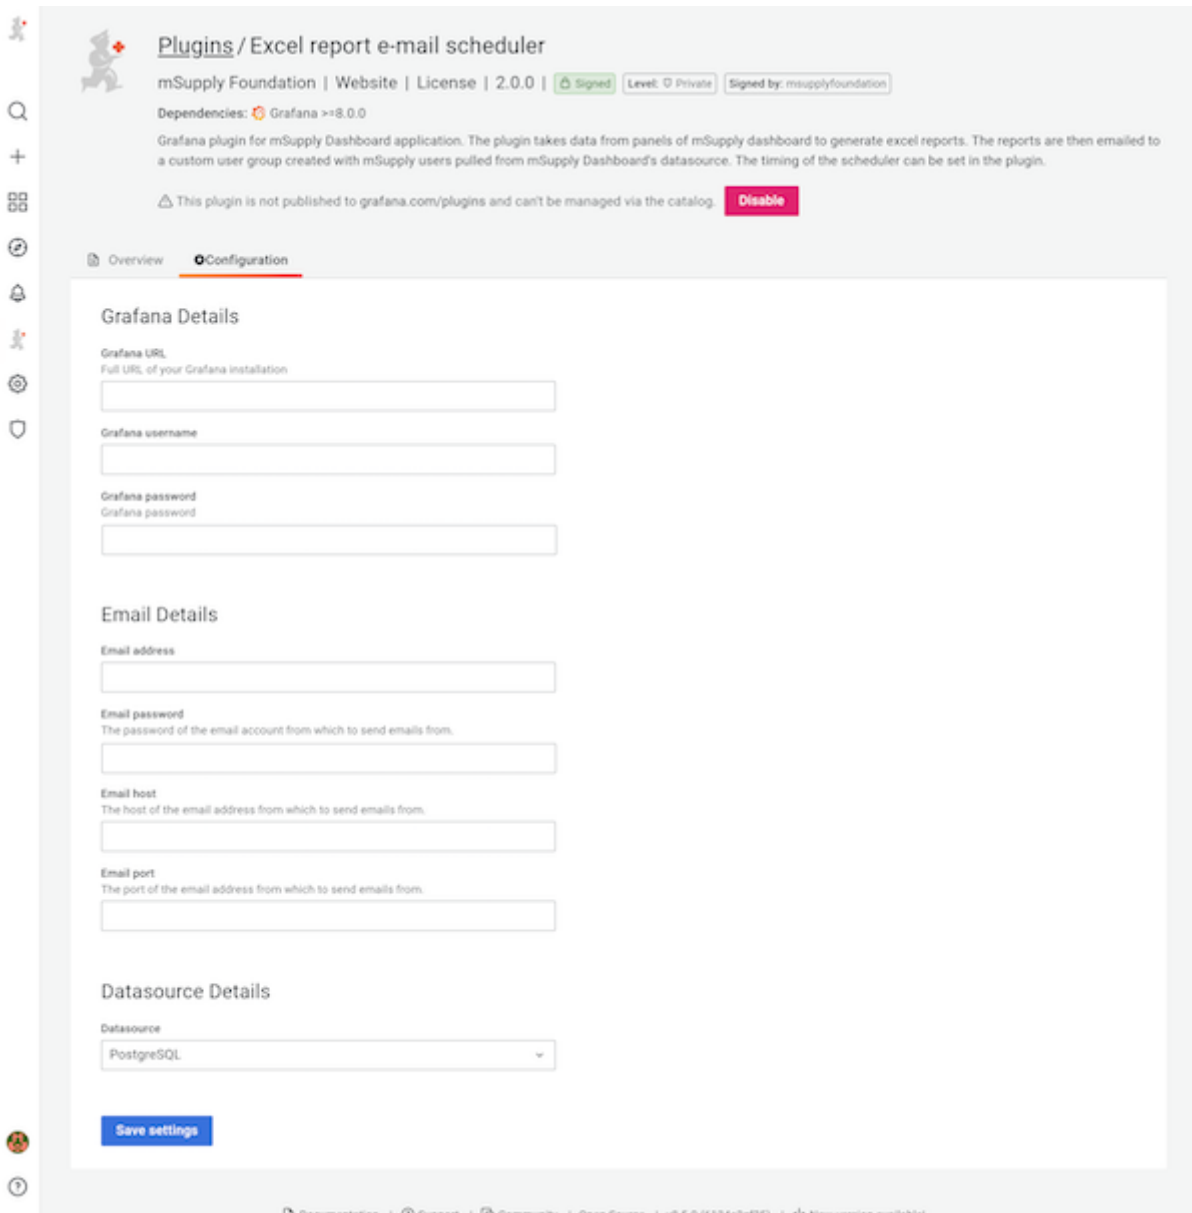 Plugins / Excel report e-mail scheduler
mSupply Foundation | Website | License | 2.0.0 | Signed Level: Private Signed by: msupplyfoundation
Dependencies: Grafana >=8.0.0
Grafana plugin for mSupply Dashboard application. The plugin takes data from panels of mSupply dashboard to generate excel reports. The reports are then emailed to
a custom user group created with mSupply users pulled from mSupply Dashboard's datasource. The timing of the scheduler can be set in the plugin.
This plugin is not published to grafana.com/plugins and can't be managed via the catalog. Disable
Overview Configuration
Grafana Details
Grafana URL
Full URL of your Grafana installation
Grafana username
Grafana password
Grafana password
Email Details
Email address
Email password
The password of the email account from which to send emails from.
Email host
The host of the email address from which to send emails from.
Email port
The port of the email address from which to send emails from.
Datasource Details
Datasource
PostgreSQL
Save settings
Documentation | Support | Community | Open Source | New version available!